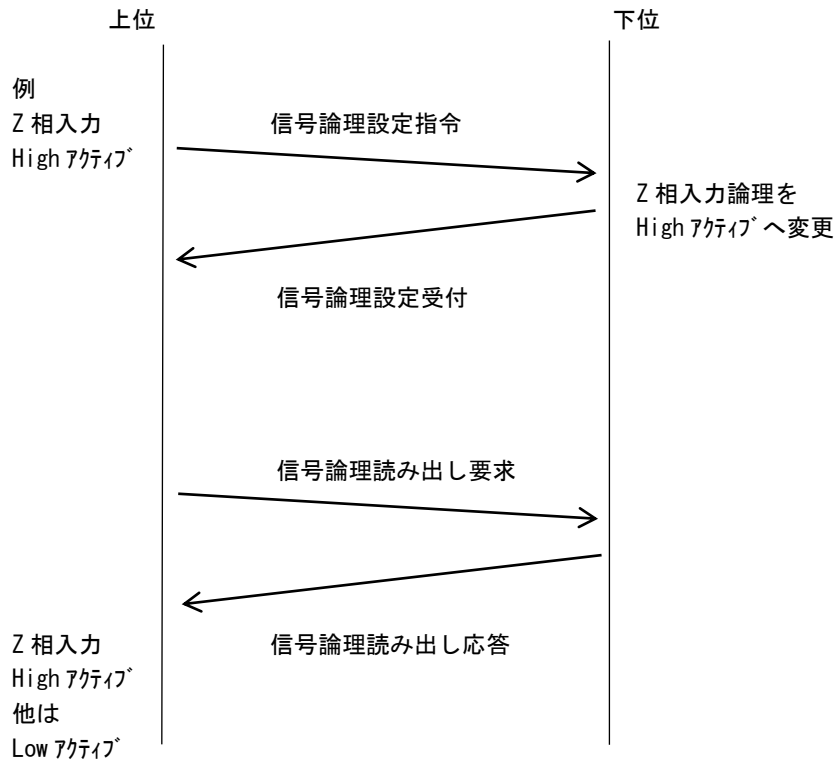 上位
下位
例
Z 相入力
High ｱｸﾃｨﾌﾞ
信号論理設定指令
Z 相入力論理を
High ｱｸﾃｨﾌﾞへ変更
信号論理設定受付
信号論理読み出し要求
信号論理読み出し応答
Z 相入力
High ｱｸﾃｨﾌﾞ
他は
Low ｱｸﾃｨﾌﾞ